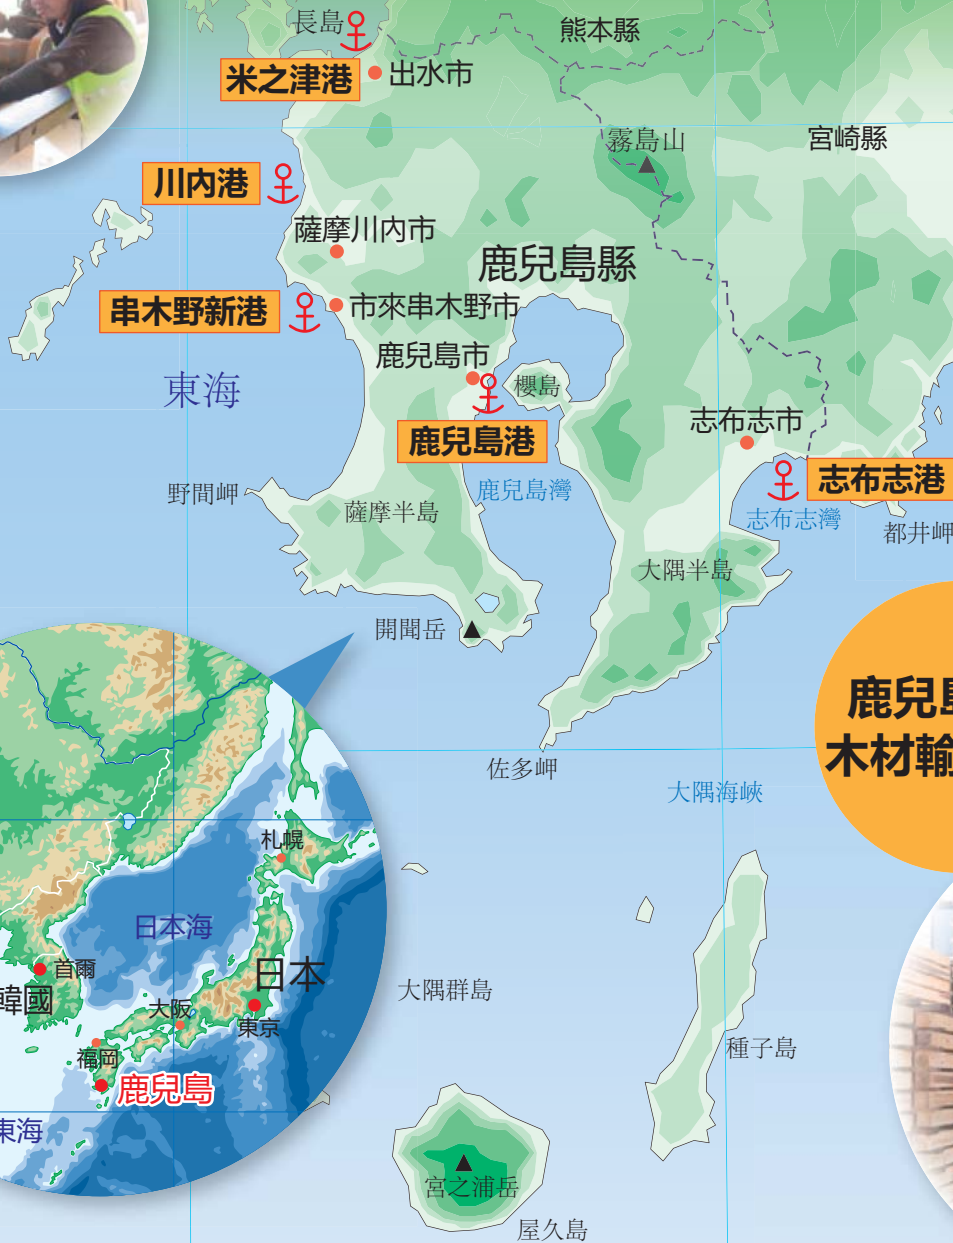 長島
熊本縣
米之津港
出水市
霧島山
宮崎縣
川內港
薩摩川內市
鹿兒島縣
串木野新港
市來串木野市
鹿兒島市
東海
櫻島
志布志市
鹿兒島港
志布志港
野間岬
鹿兒島灣
薩摩半島
志布志灣
都井岬
大隅半島
開聞岳
鹿兒島
木材輸
佐多岬
大隅海峽
札幌
日本海
首爾
日本
韓國
大阪
東京
大隅群島
福岡
種子島
鹿兒島
東海
宮之浦岳
屋久島